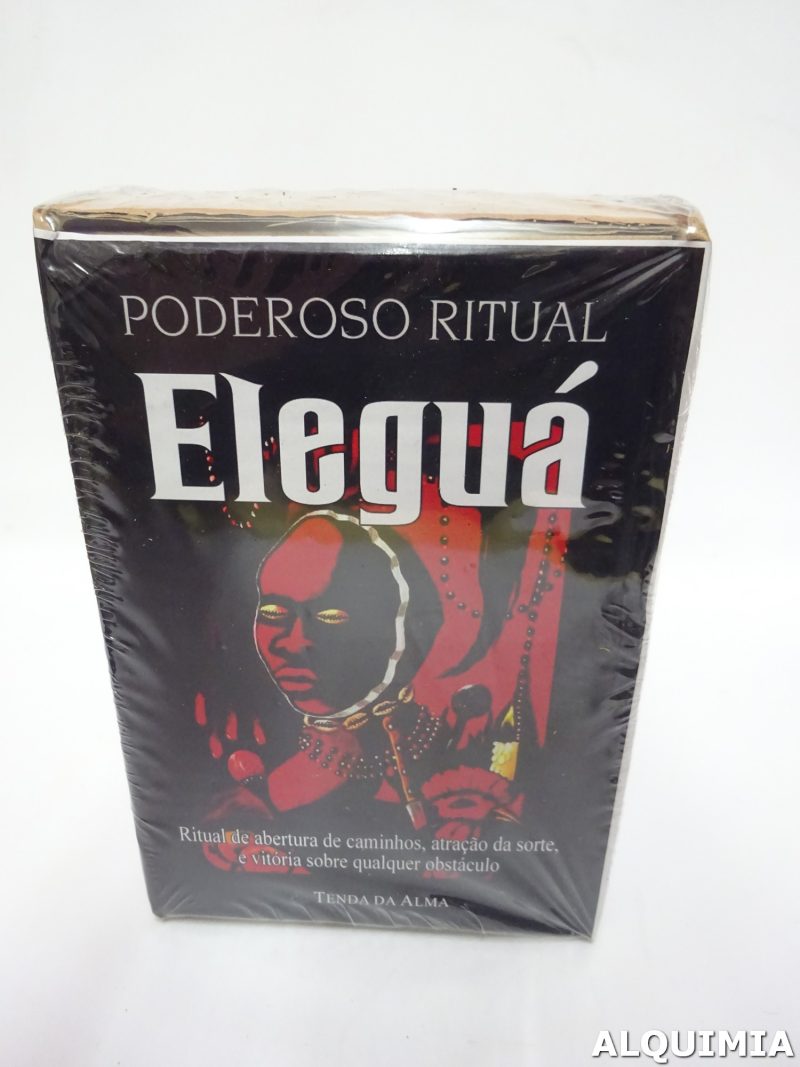 PODEROSO RITUAL
Eleguá
Ritual de abertura de caminhos, atração da sorte,
e vitória sobre qualquer obstáculo
TENDA DA ALMA
ALQUIMIA